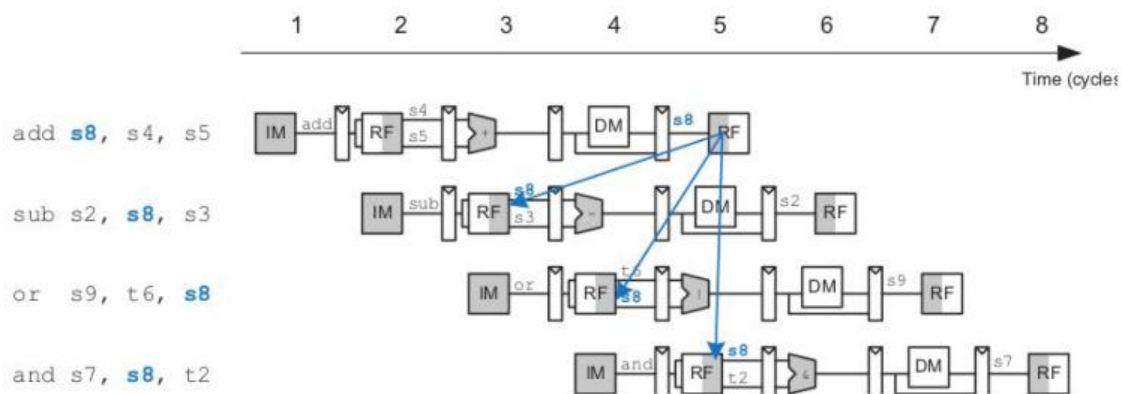 1 2 3 4 5 6 7 8
Time (cycles
add s8, s4, s5 IM add RF s4 s5 + DM s8 RF
sub s2, s8, s3 IM sub RF s8 s3 - DM s2 RF
or s9, t6, s8 IM or RF t6 s8 | DM s9 RF
and s7, s8, t2 IM and RF s8 t2 & DM s7 RF